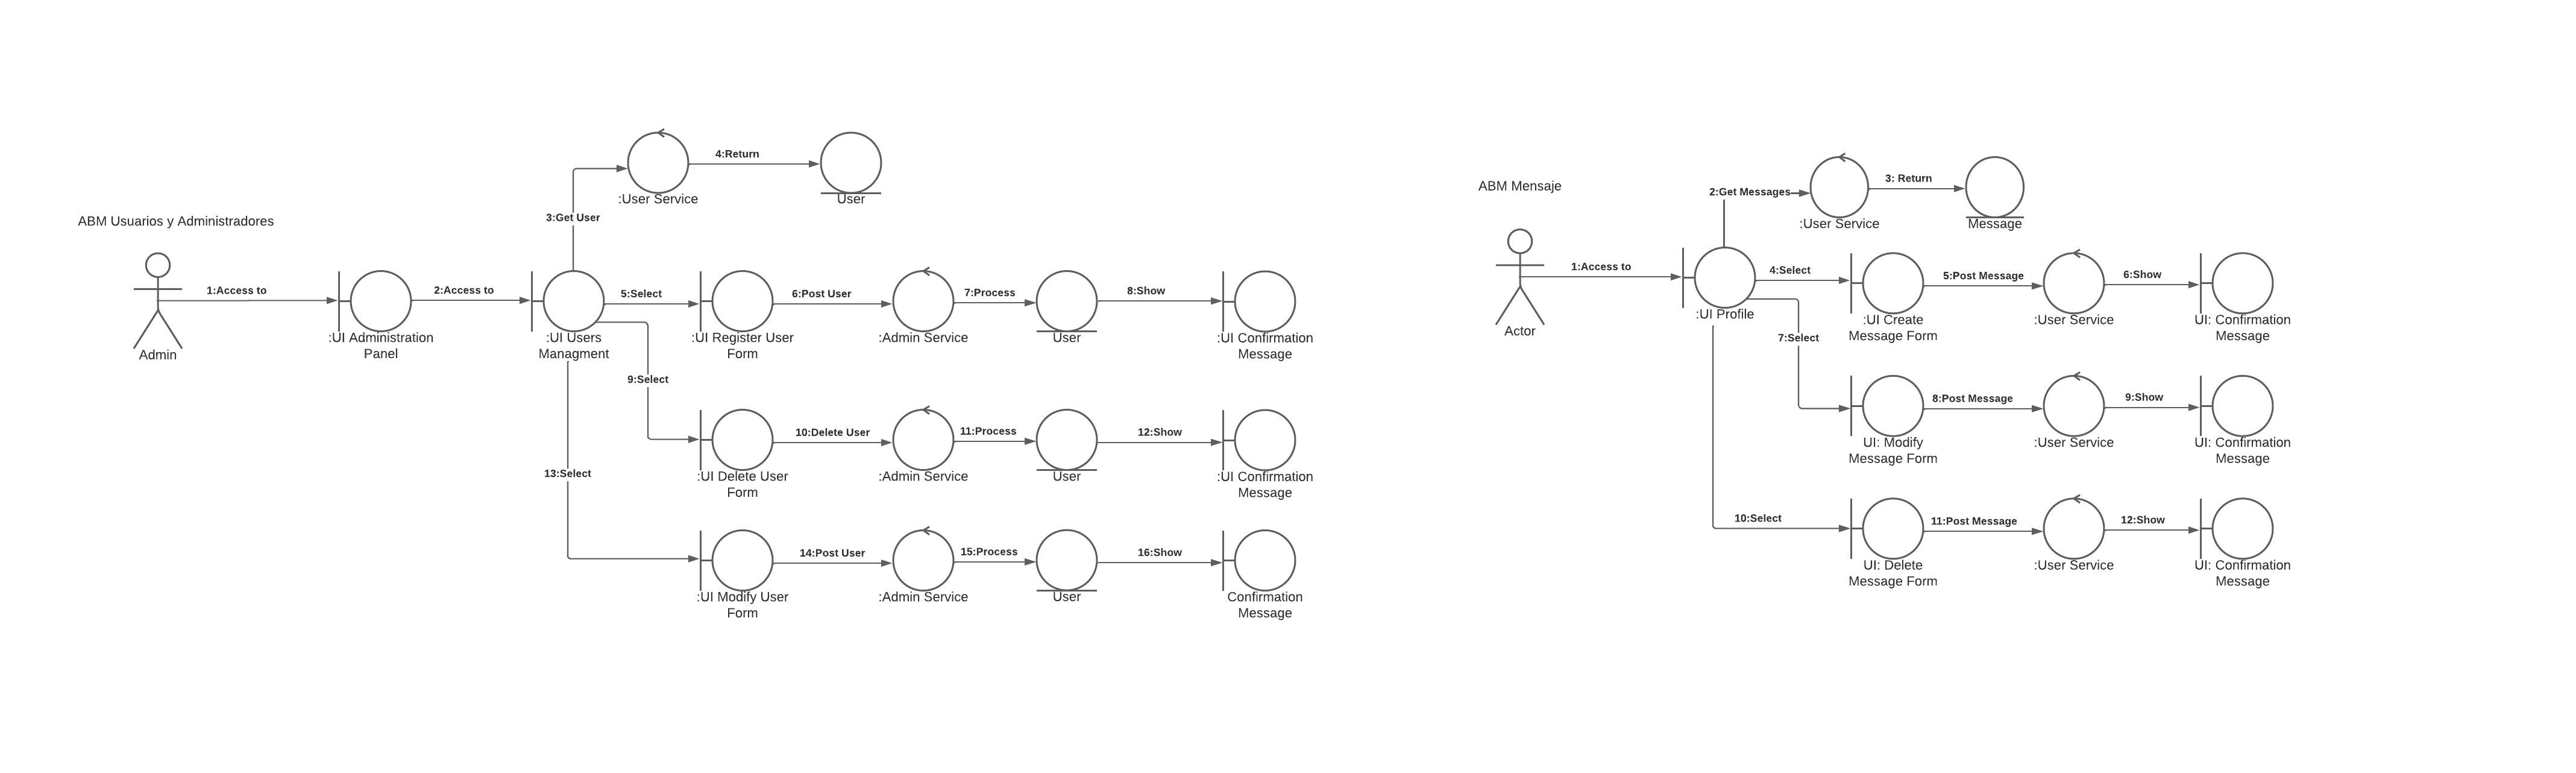 ABM Usuarios y Administradores
Admin
1:Access to
:UI Administration
Panel
2:Access to
:UI Users
Managment
3:Get User
:User Service
4:Return
User
5:Select
:UI Register User
Form
6:Post User
:Admin Service
7:Process
User
8:Show
:UI Confirmation
Message
9:Select
:UI Delete User
Form
10:Delete User
:Admin Service
11:Process
User
12:Show
:UI Confirmation
Message
13:Select
:UI Modify User
Form
14:Post User
:Admin Service
15:Process
User
16:Show
Confirmation
Message
ABM Mensaje
Actor
1:Access to
:UI Profile
2:Get Messages
:User Service
3: Return
Message
4:Select
:UI Create
Message Form
5:Post Message
:User Service
6:Show
UI: Confirmation
Message
7:Select
UI: Modify
Message Form
8:Post Message
:User Service
9:Show
UI: Confirmation
Message
10:Select
UI: Delete
Message Form
11:Post Message
:User Service
12:Show
UI: Confirmation
Message